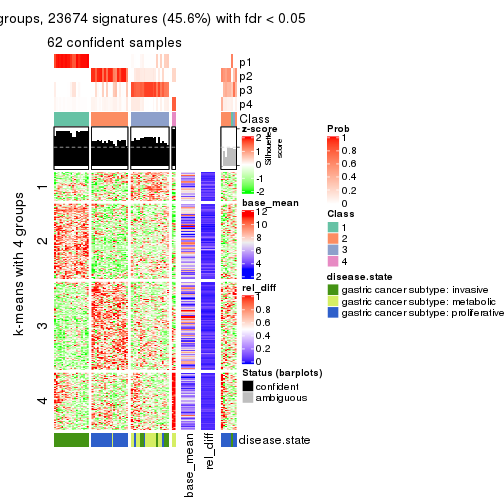 groups, 23674 signatures (45.6%) with fdr < 0.05
62 confident samples
p1
p2
p3
p4
Class
z-score
2
1
0
-1
-2
Silhouette
score
base_mean
12
10
8
6
4
2
rel_diff
1
0.8
0.6
0.4
0.2
0
Status (barplots)
confident
ambiguous
Prob
1
0.8
0.6
0.4
0.2
0
Class
1
2
3
4
disease.state
gastric cancer subtype: invasive
gastric cancer subtype: metabolic
gastric cancer subtype: proliferative
k-means with 4 groups
1
2
3
4
disease.state
base_mean
rel_diff